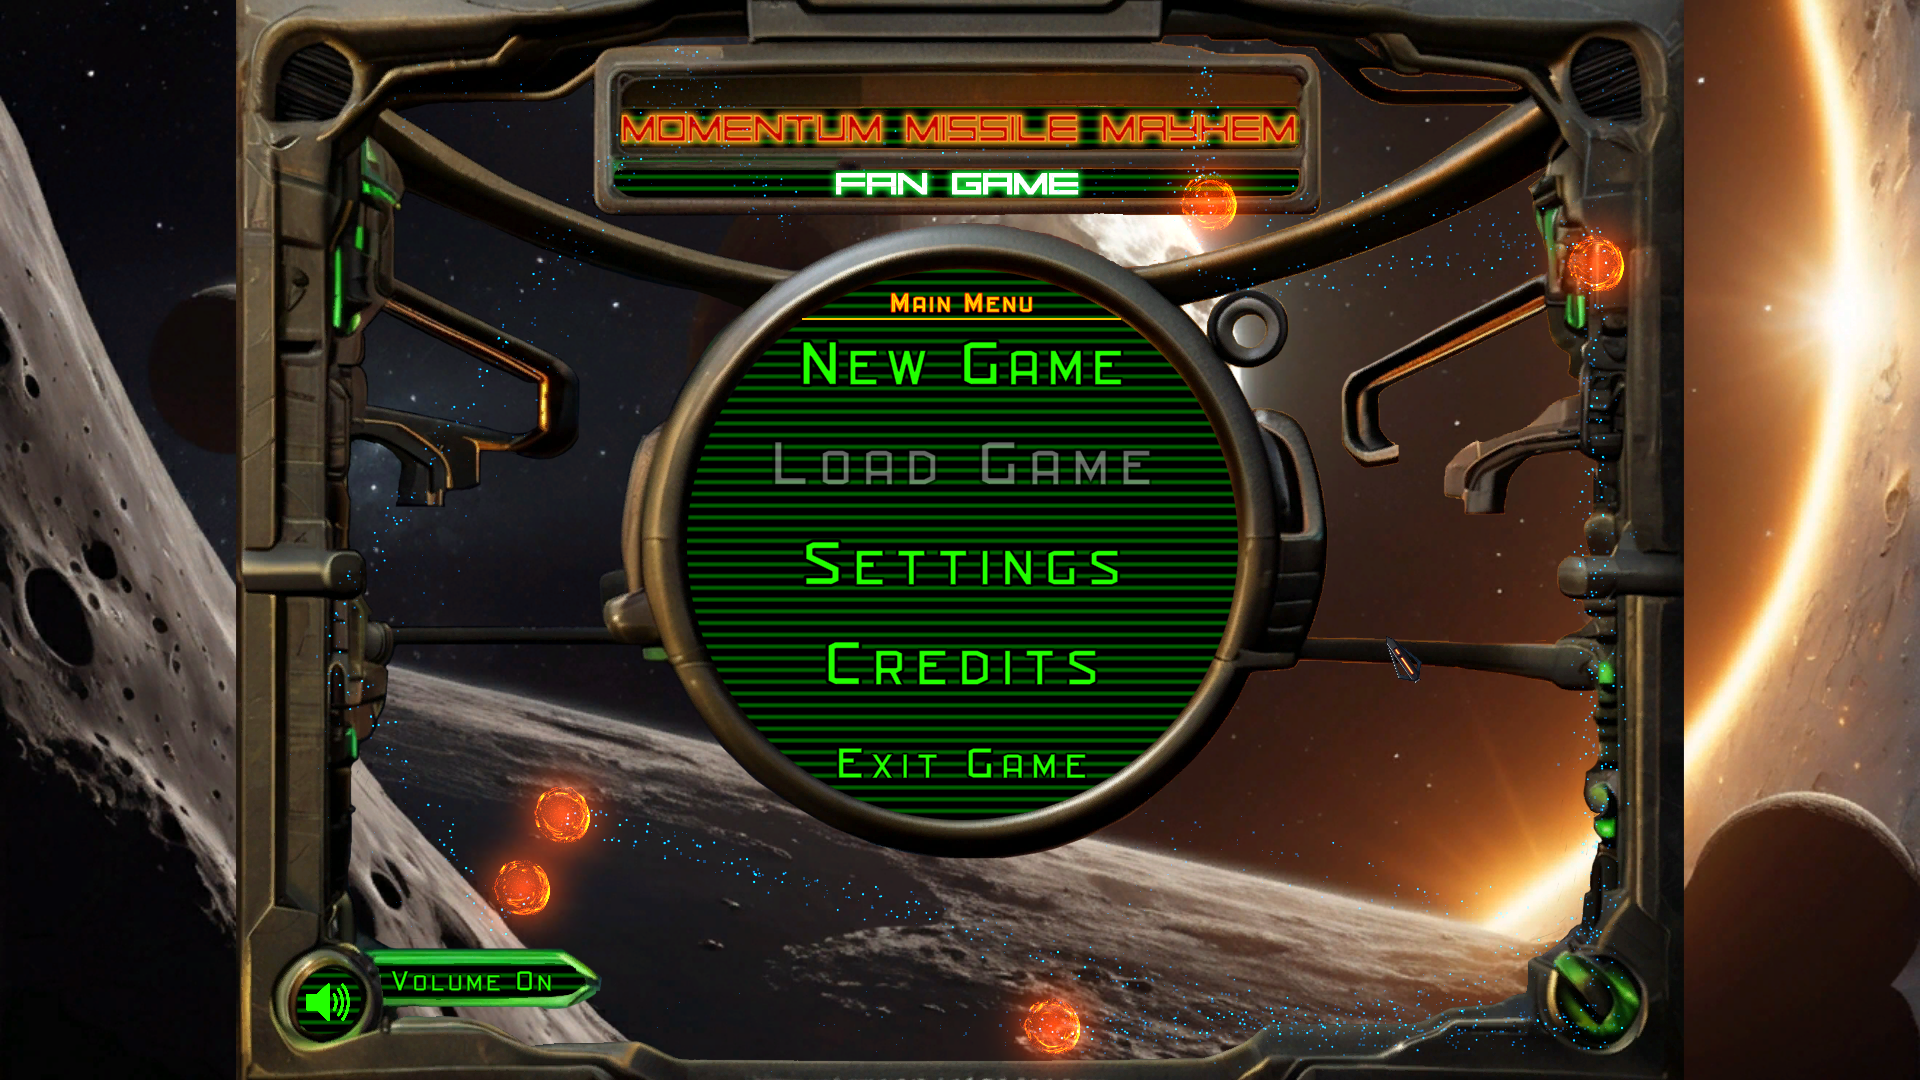 MOMENTUM MISSILE MAYHEM
FAN GAME
Main Menu
New Game
Load Game
Settings
Credits
Exit Game
Volume On